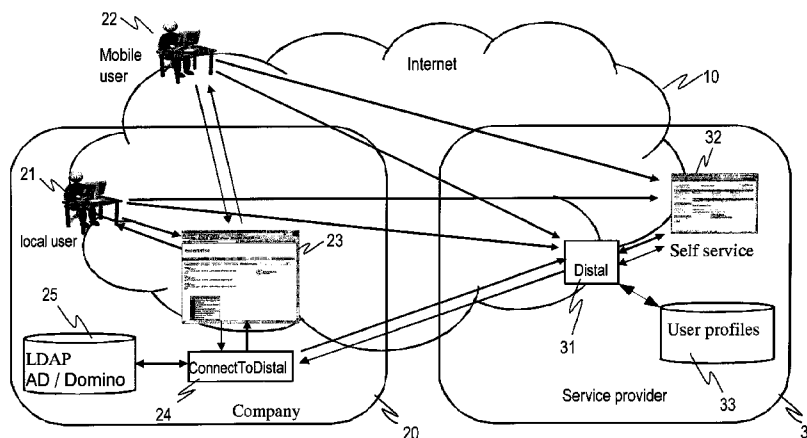 22
Mobile
user
Internet
10
32
21
local user
23
Self service
Distal
25
31
LDAP
AD / Domino
ConnectToDistal
User profiles
24
Company
20
Service provider
33
3